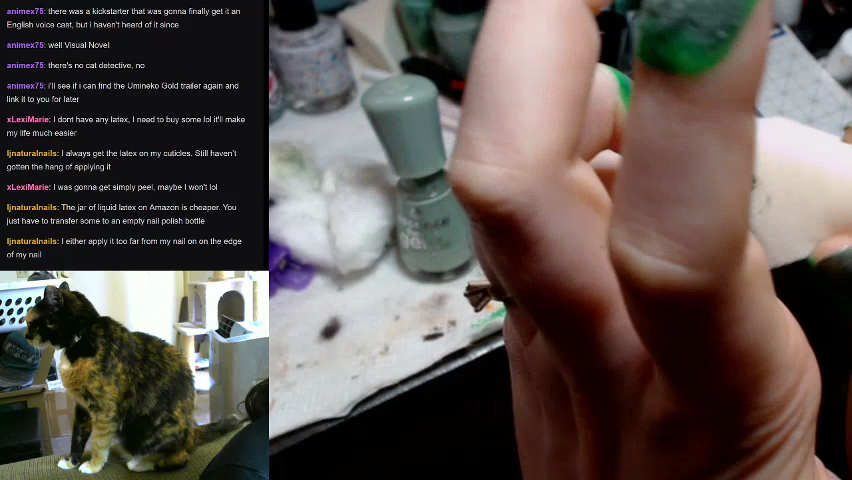 animex75: there was a kickstarter that was gonna finally get it an
English voice cast, but i haven't heard of it since
animex75: well Visual Novel
animex75: there's no cat detective, no
animex75: i'll see if i can find the Umineko Gold trailer again and
link it to you for later
xLexiMarie: I dont have any latex, I need to buy some lol it'll make
my life much easier
ljnaturalnails: I always get the latex on my cuticles. Still haven't
gotten the hang of applying it
xLexiMarie: I was gonna get simply peel, maybe I won't lol
ljnaturalnails: The jar of liquid latex on Amazon is cheaper. You
just have to transfer some to an empty nail polish bottle
ljnaturalnails: I either apply it too far from my nail on on the edge
of my nail